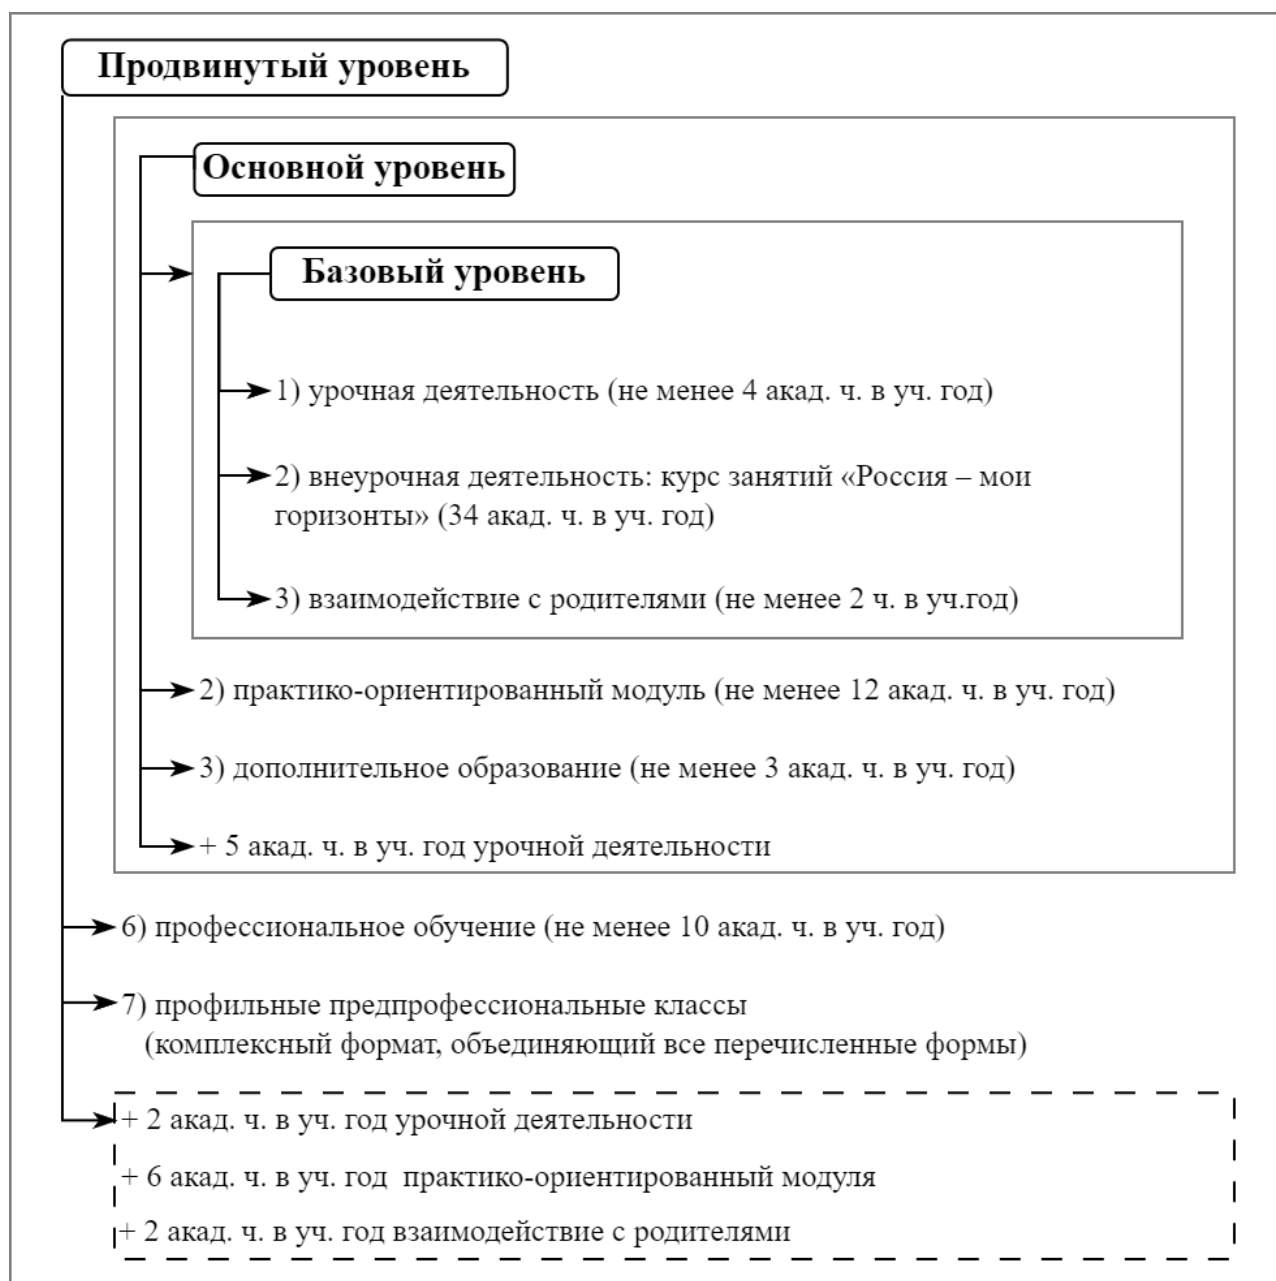 Продвинутый уровень
Основной уровень
Базовый уровень
1) урочная деятельность (не менее 4 акад. ч. в уч. год)
2) внеурочная деятельность: курс занятий «Россия – мои
горизонты» (34 акад. ч. в уч. год)
3) взаимодействие с родителями (не менее 2 ч. в уч.год)
2) практико-ориентированный модуль (не менее 12 акад. ч. в уч. год)
3) дополнительное образование (не менее 3 акад. ч. в уч. год)
+ 5 акад. ч. в уч. год урочной деятельности
6) профессиональное обучение (не менее 10 акад. ч. в уч. год)
7) профильные предпрофессиональные классы
(комплексный формат, объединяющий все перечисленные формы)
+ 2 акад. ч. в уч. год урочной деятельности
+ 6 акад. ч. в уч. год практико-ориентированный модуля
+ 2 акад. ч. в уч. год взаимодействие с родителями